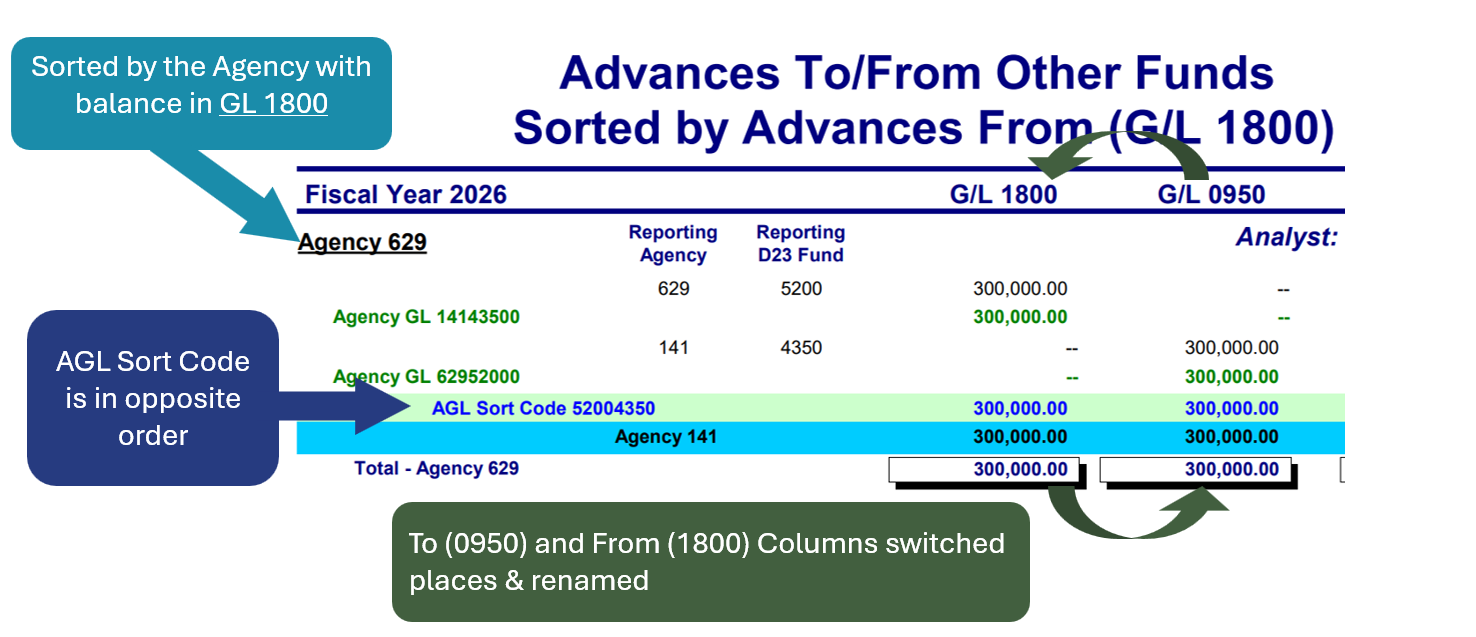 Sorted by the Agency with
balance in GL 1800
Advances To/From Other Funds
Sorted by Advances From (G/L 1800)
Fiscal Year 2026 G/L 1800 G/L 0950
Agency 629 Reporting Agency Reporting D23 Fund Analyst:
629 5200 300,000.00 --
Agency GL 14143500 300,000.00 --
141 4350 -- 300,000.00
Agency GL 62952000 -- 300,000.00
AGL Sort Code
is in opposite
order
AGL Sort Code 52004350 300,000.00 300,000.00
Agency 141 300,000.00 300,000.00
Total - Agency 629 300,000.00 300,000.00
To (0950) and From (1800) Columns switched
places & renamed